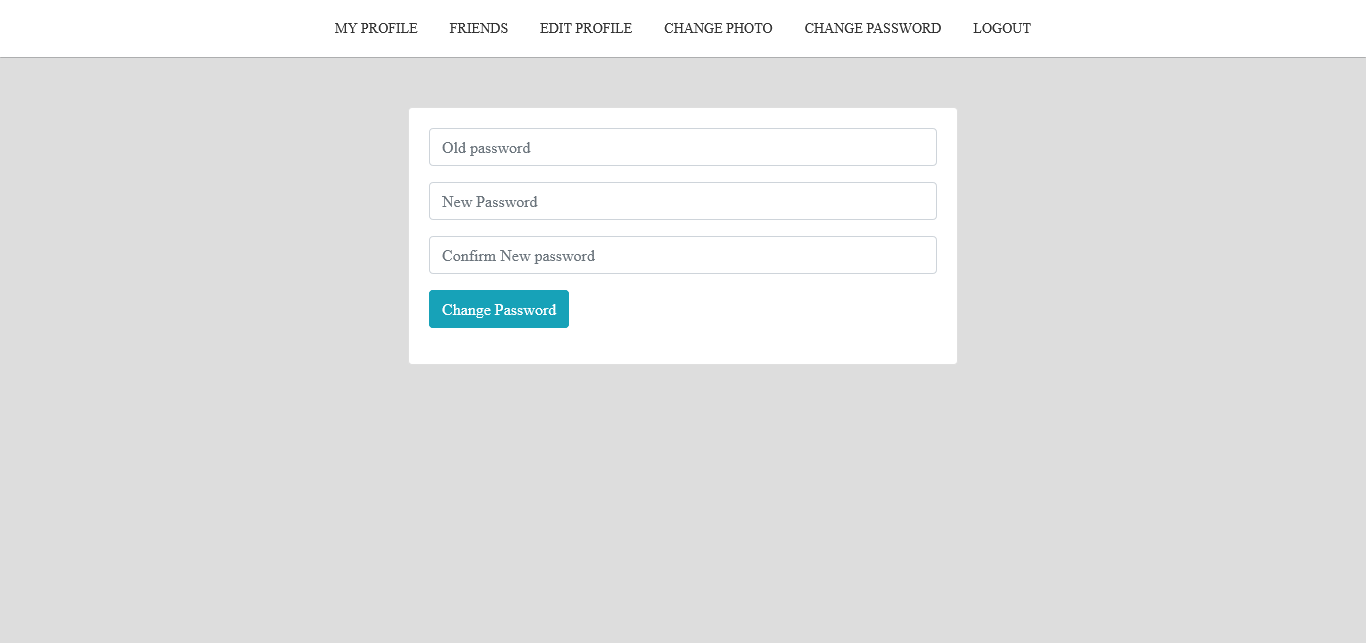 MY PROFILE FRIENDS EDIT PROFILE CHANGE PHOTO CHANGE PASSWORD LOGOUT
Old password
New Password
Confirm New password
Change Password